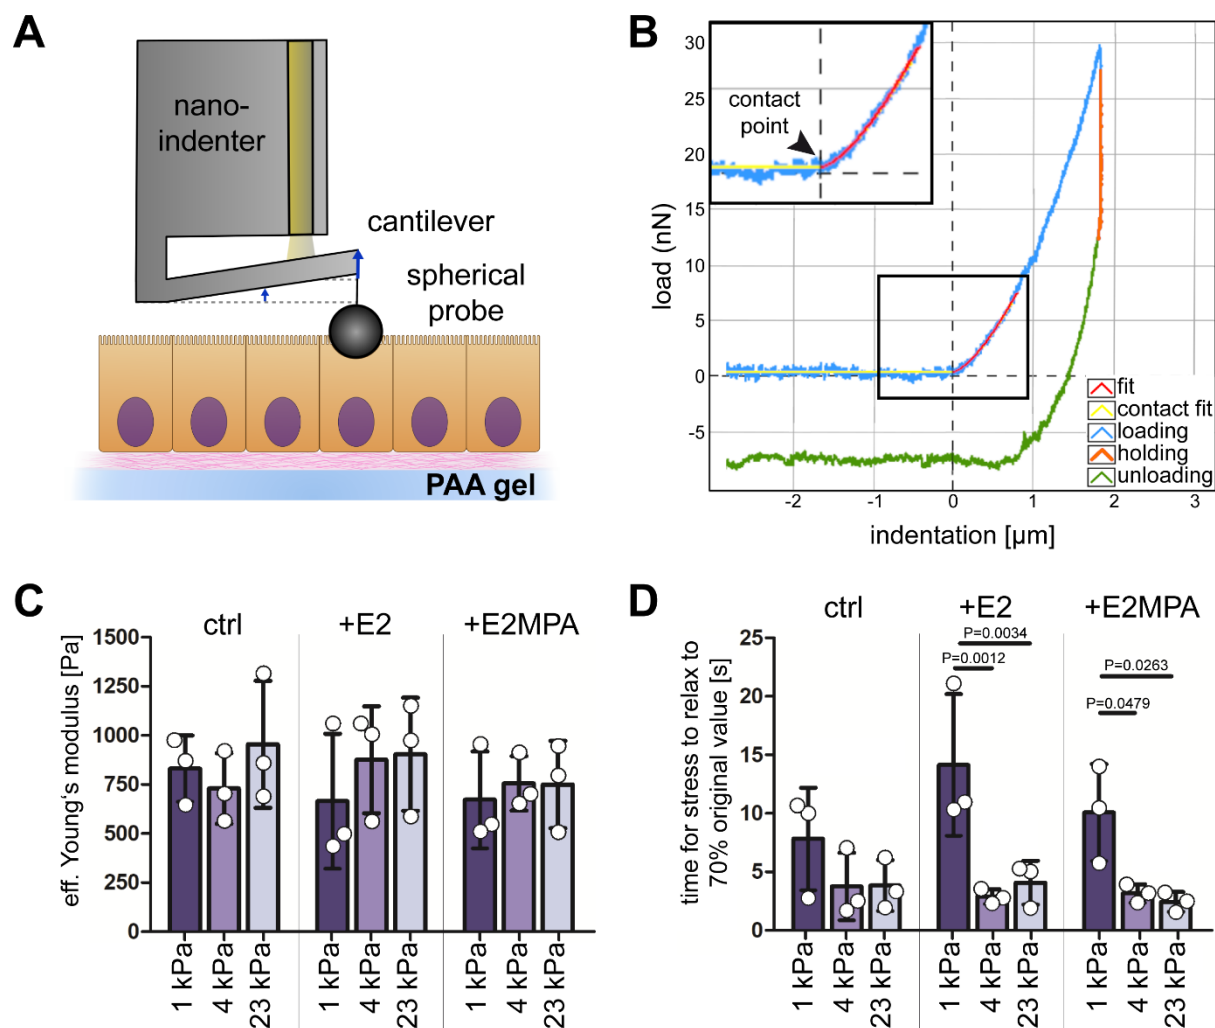 A
nano-
indenter
cantilever
spherical
probe
PAA gel
B
contact
point
load (nN)
30
25
20
15
10
5
0
-5
-2
-1
0
1
2
3
indentation [µm]
fit
contact fit
loading
holding
unloading
C
ctrl
+E2
+E2MPA
eff. Young‘s modulus [Pa]
1500
1250
1000
750
500
250
0
1 kPa
4 kPa
23 kPa
1 kPa
4 kPa
23 kPa
1 kPa
4 kPa
23 kPa
D
ctrl
+E2
+E2MPA
time for stress to relax to
70% original value [s]
25
20
15
10
5
0
P=0.0034
P=0.0012
P=0.0263
P=0.0479
1 kPa
4 kPa
23 kPa
1 kPa
4 kPa
23 kPa
1 kPa
4 kPa
23 kPa